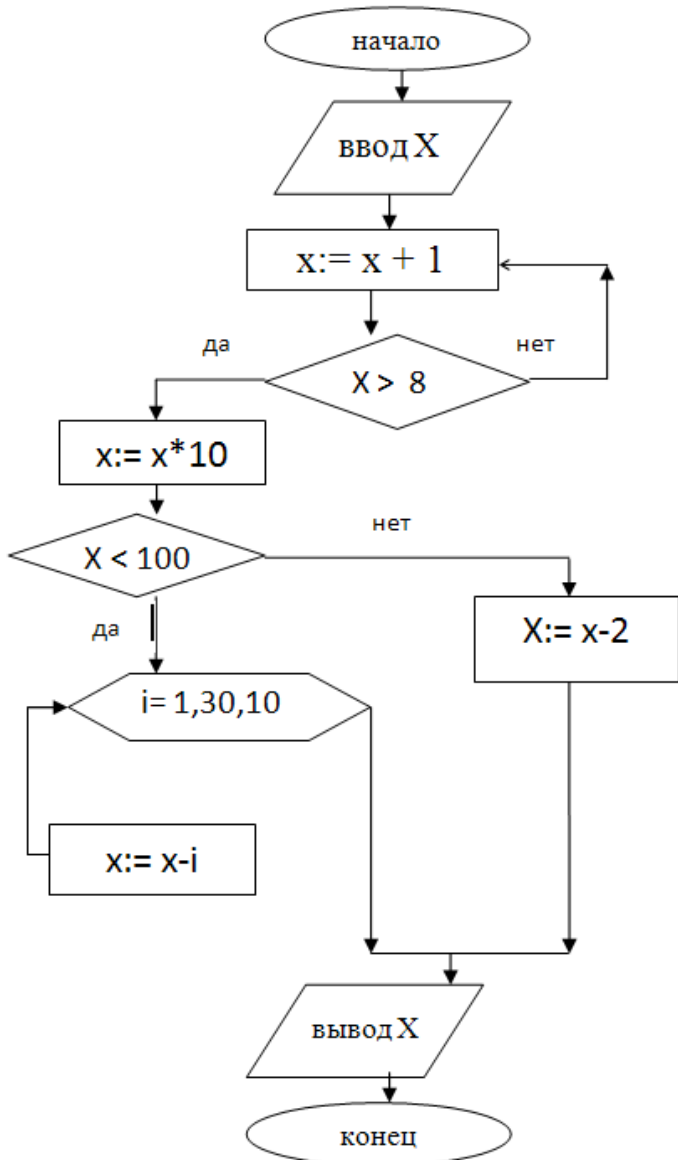 начало
ввод X
x:= x + 1
да
нет
X > 8
x:= x*10
нет
X < 100
да
X:= x-2
i= 1,30,10
x:= x-i
вывод X
конец